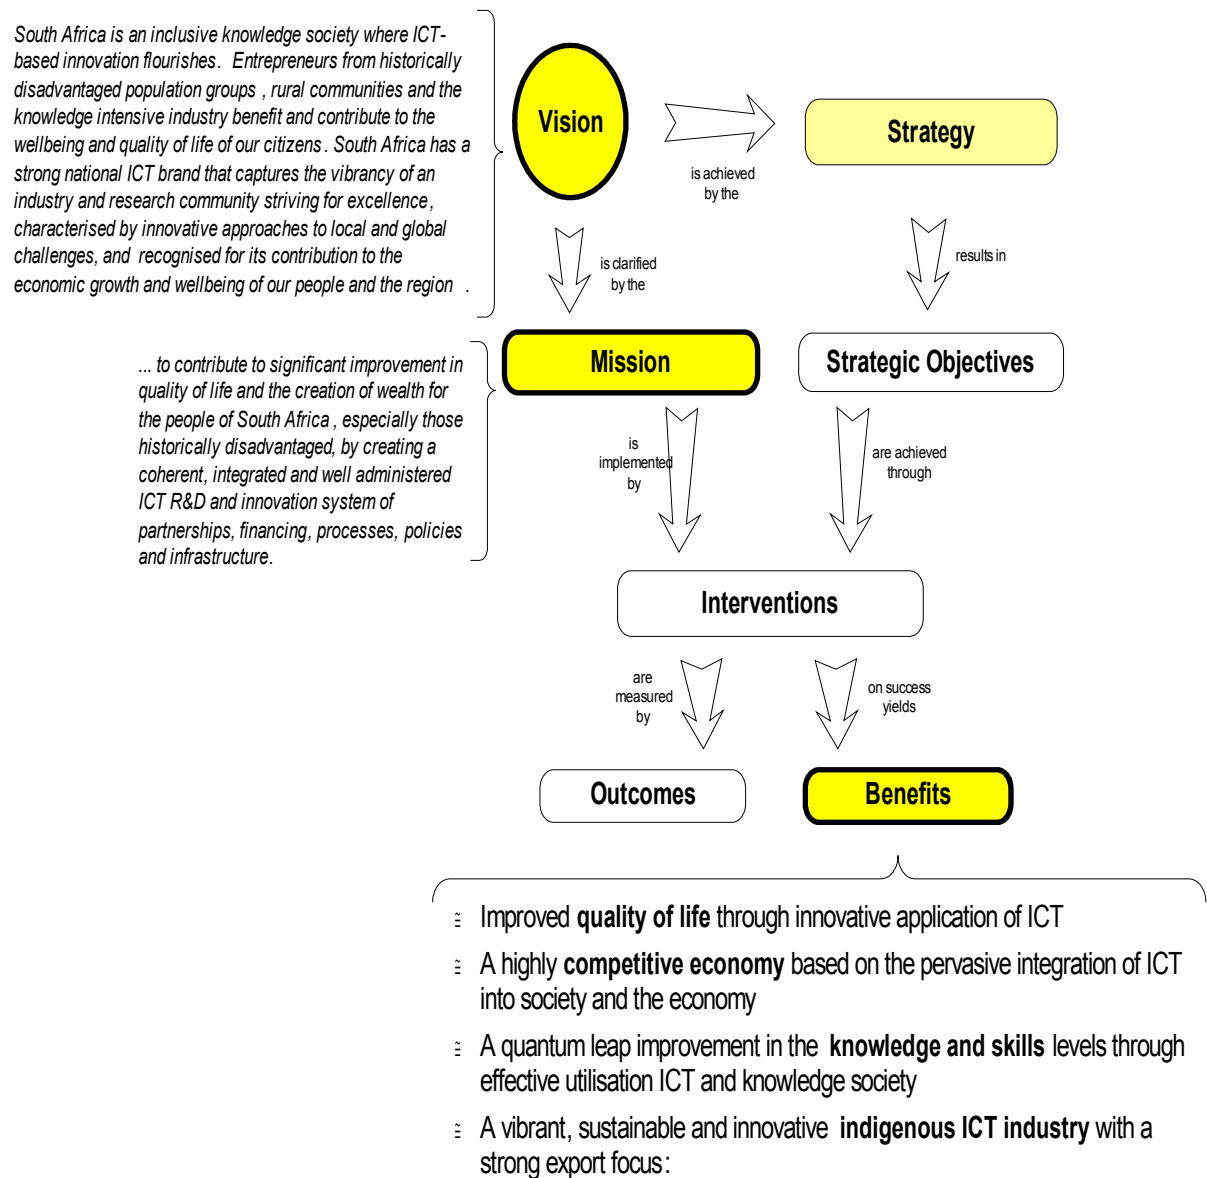 South Africa is an inclusive knowledge society where ICT-
based innovation flourishes. Entrepreneurs from historically
disadvantaged population groups , rural communities and the
knowledge intensive industry benefit and contribute to the
wellbeing and quality of life of our citizens . South Africa has a
strong national ICT brand that captures the vibrancy of an
industry and research community striving for excellence ,
characterised by innovative approaches to local and global
challenges, and recognised for its contribution to the
economic growth and wellbeing of our people and the region .
Vision
is achieved
by the
Strategy
is clarified
by the
results in
... to contribute to significant improvement in
quality of life and the creation of wealth for
the people of South Africa , especially those
historically disadvantaged, by creating a
coherent, integrated and well administered
ICT R&D and innovation system of
partnerships, financing, processes, policies
and infrastructure.
Mission
Strategic Objectives
is
implemented
by
are achieved
through
Interventions
are
measured
by
on success
yields
Outcomes
Benefits
Improved quality of life through innovative application of ICT
A highly competitive economy based on the pervasive integration of ICT
into society and the economy
A quantum leap improvement in the knowledge and skills levels through
effective utilisation ICT and knowledge society
A vibrant, sustainable and innovative indigenous ICT industry with a
strong export focus :